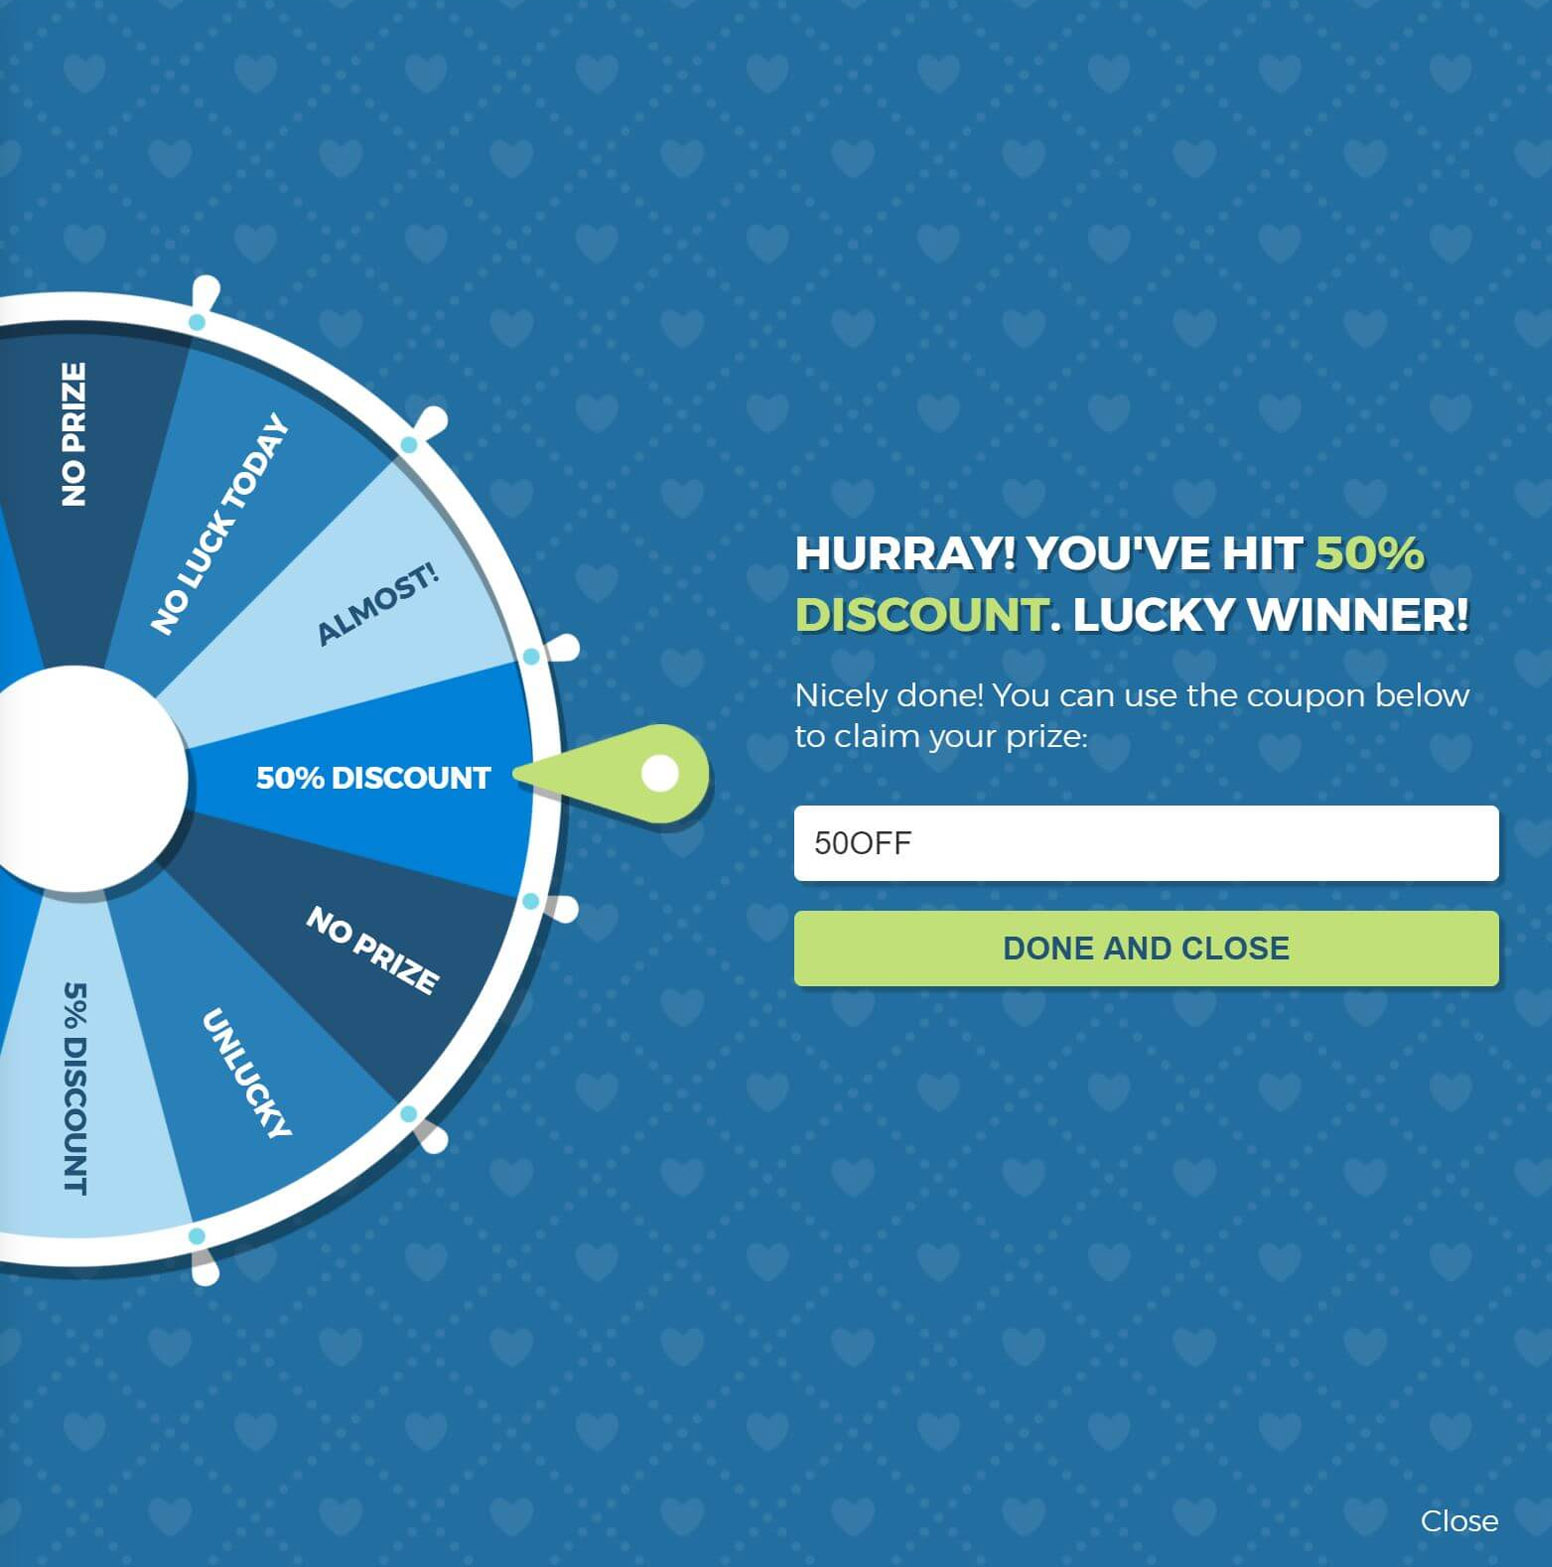 NO PRIZE
NO LUCK TODAY
ALMOST!
50% DISCOUNT
NO PRIZE
UNLUCKY
5% DISCOUNT
HURRAY! YOU'VE HIT 50%
DISCOUNT. LUCKY WINNER!
Nicely done! You can use the coupon below
to claim your prize:
50OFF
DONE AND CLOSE
Close